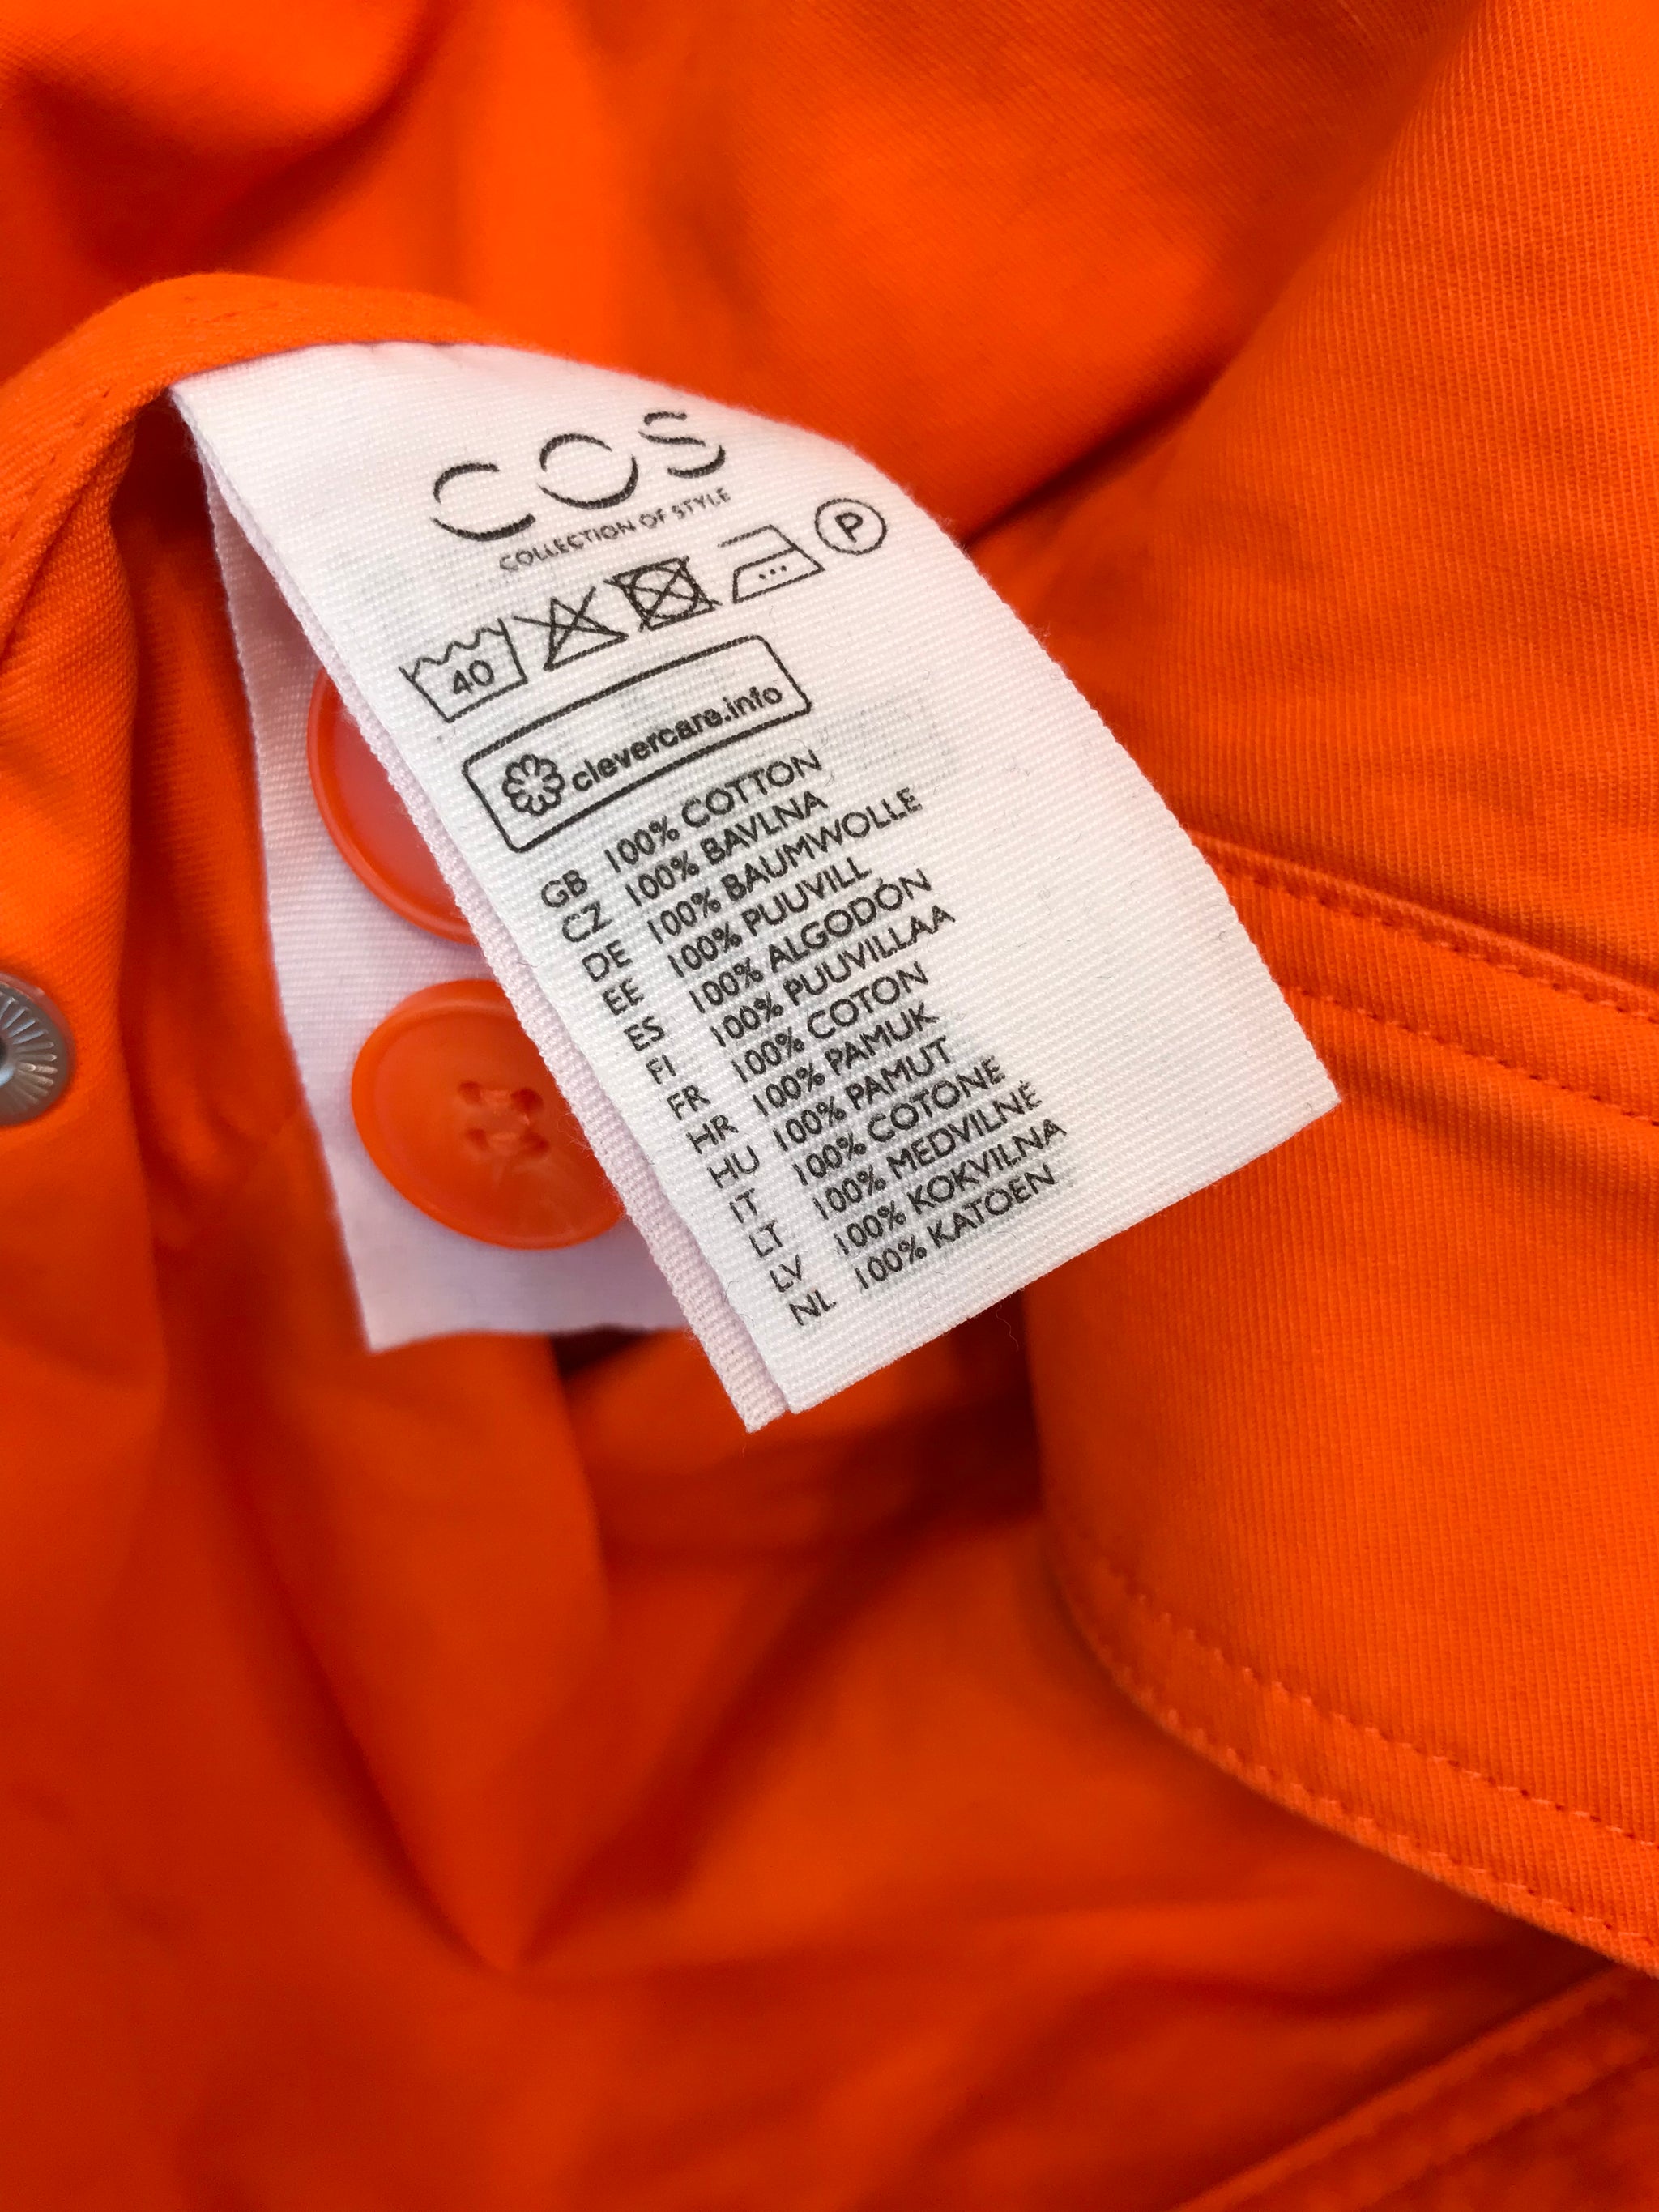 COS
COLLECTION OF STYLE
40 P
clevercare.info
GB 100% COTTON
CZ 100% BAVLNA
DE 100% BAUMWOLLE
EE 100% PUUVILL
ES 100% ALGODÓN
FI 100% PUUVILLAA
FR 100% COTON
HR 100% PAMUK
HU 100% PAMUT
IT 100% COTONE
LT 100% MEDVILNĖ
LV 100% KOKVILNA
NL 100% KATOEN